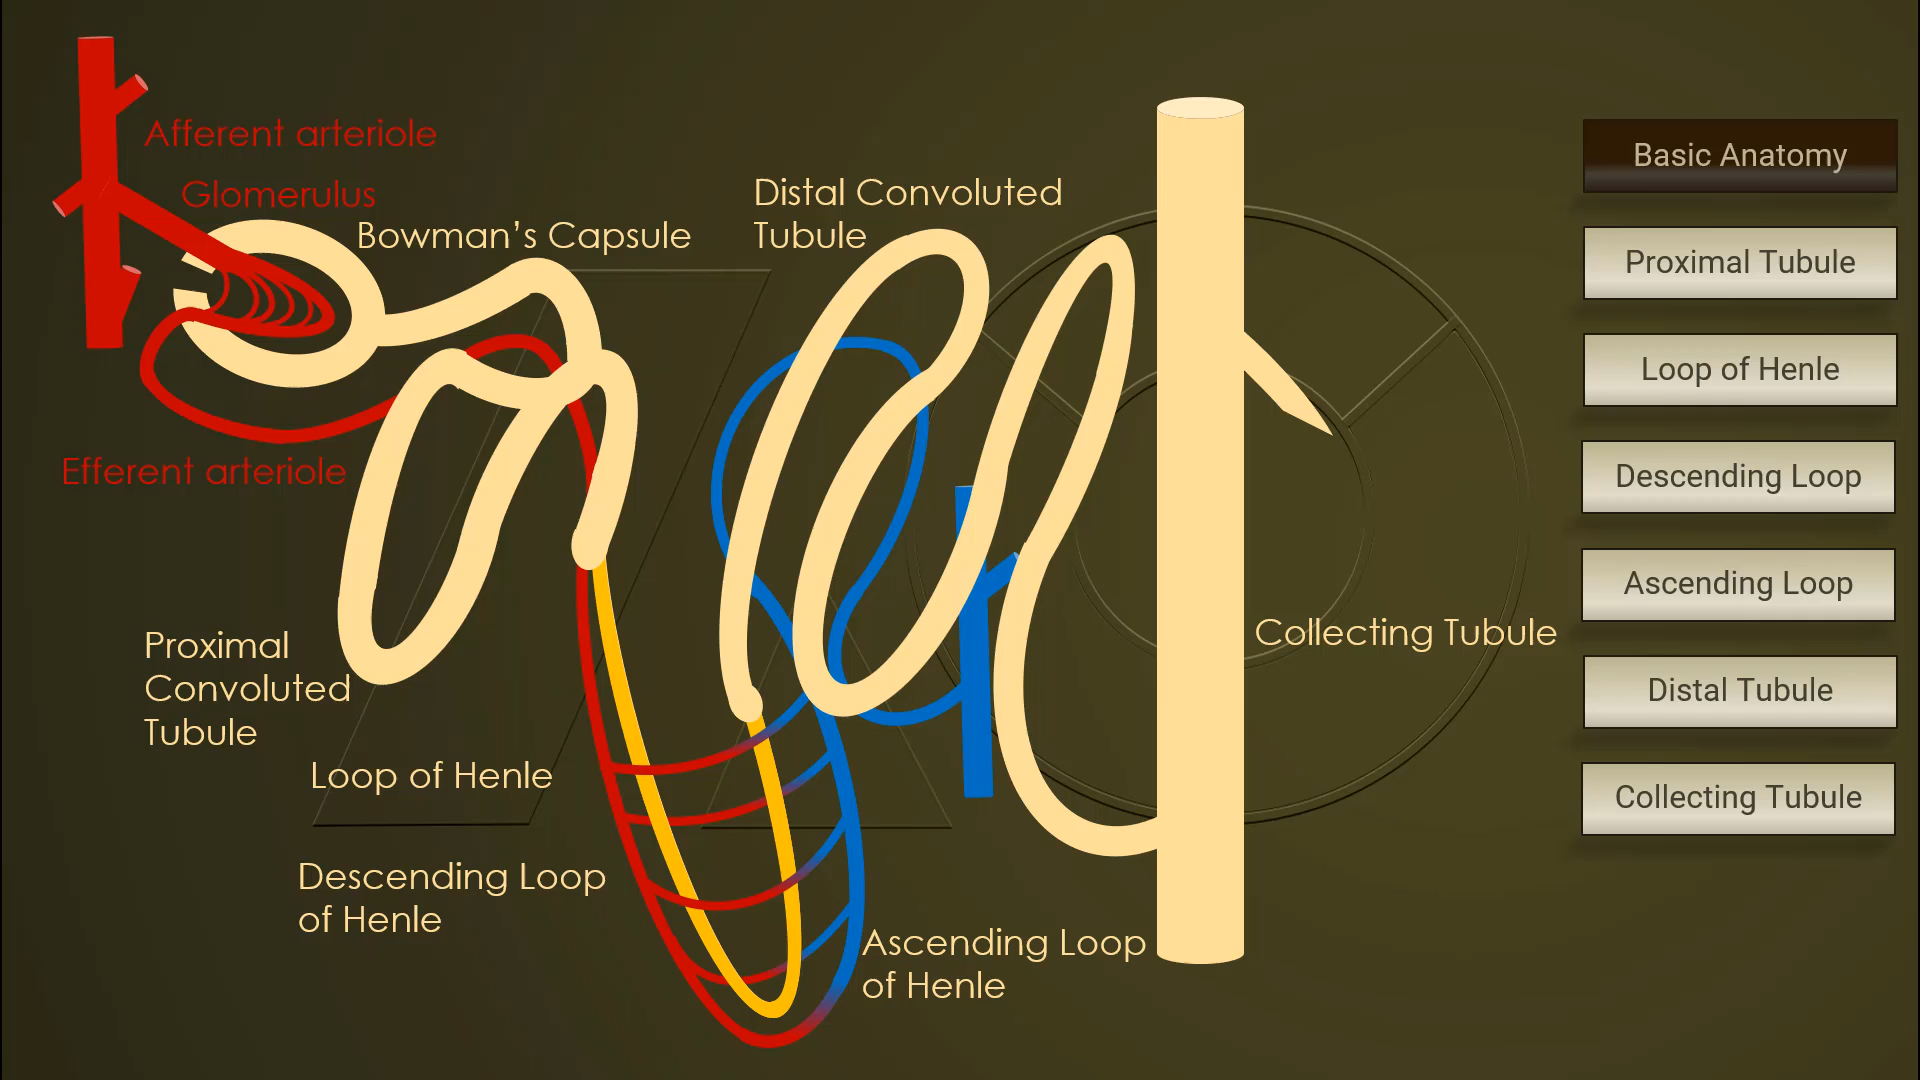 Afferent arteriole
Glomerulus
Bowman’s Capsule
Efferent arteriole
Proximal
Convoluted
Tubule
Loop of Henle
Descending Loop
of Henle
Distal Convoluted
Tubule
Ascending Loop
of Henle
Collecting Tubule
Basic Anatomy
Proximal Tubule
Loop of Henle
Descending Loop
Ascending Loop
Distal Tubule
Collecting Tubule